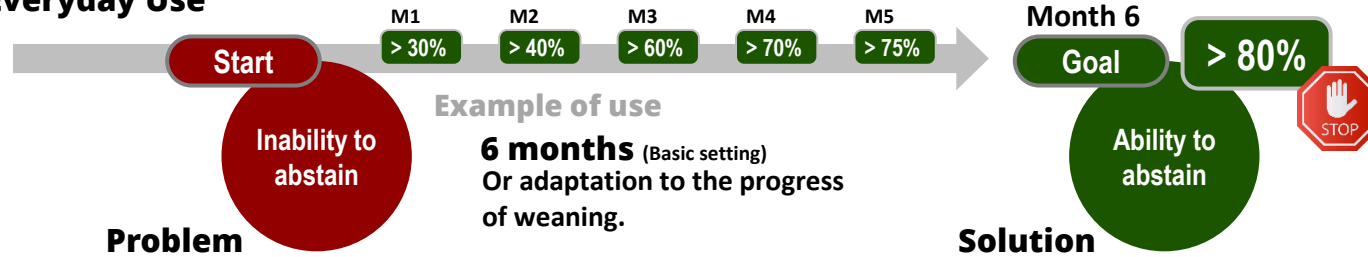 Everyday Use
M1 M2 M3 M4 M5 Month 6
Start > 30% > 40% > 60% > 70% > 75% Goal > 80%
STOP
Example of use
Inability to
abstain
6 months (Basic setting)
Or adaptation to the progress
of weaning.
Ability to
abstain
Problem
Solution